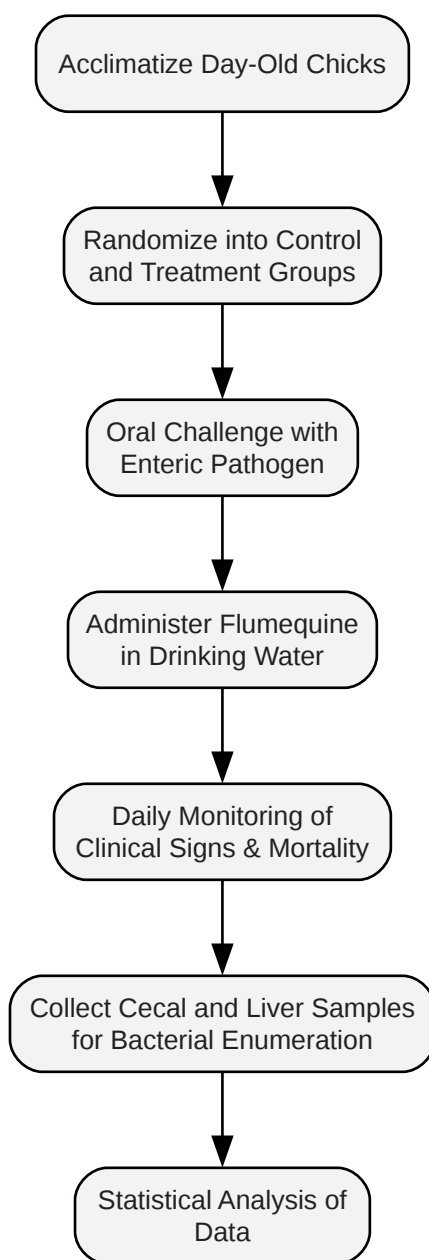 Acclimatize Day-Old Chicks
Randomize into Control
and Treatment Groups
Oral Challenge with
Enteric Pathogen
Administer Flumequine
in Drinking Water
Daily Monitoring of
Clinical Signs & Mortality
Collect Cecal and Liver Samples
for Bacterial Enumeration
Statistical Analysis of
Data